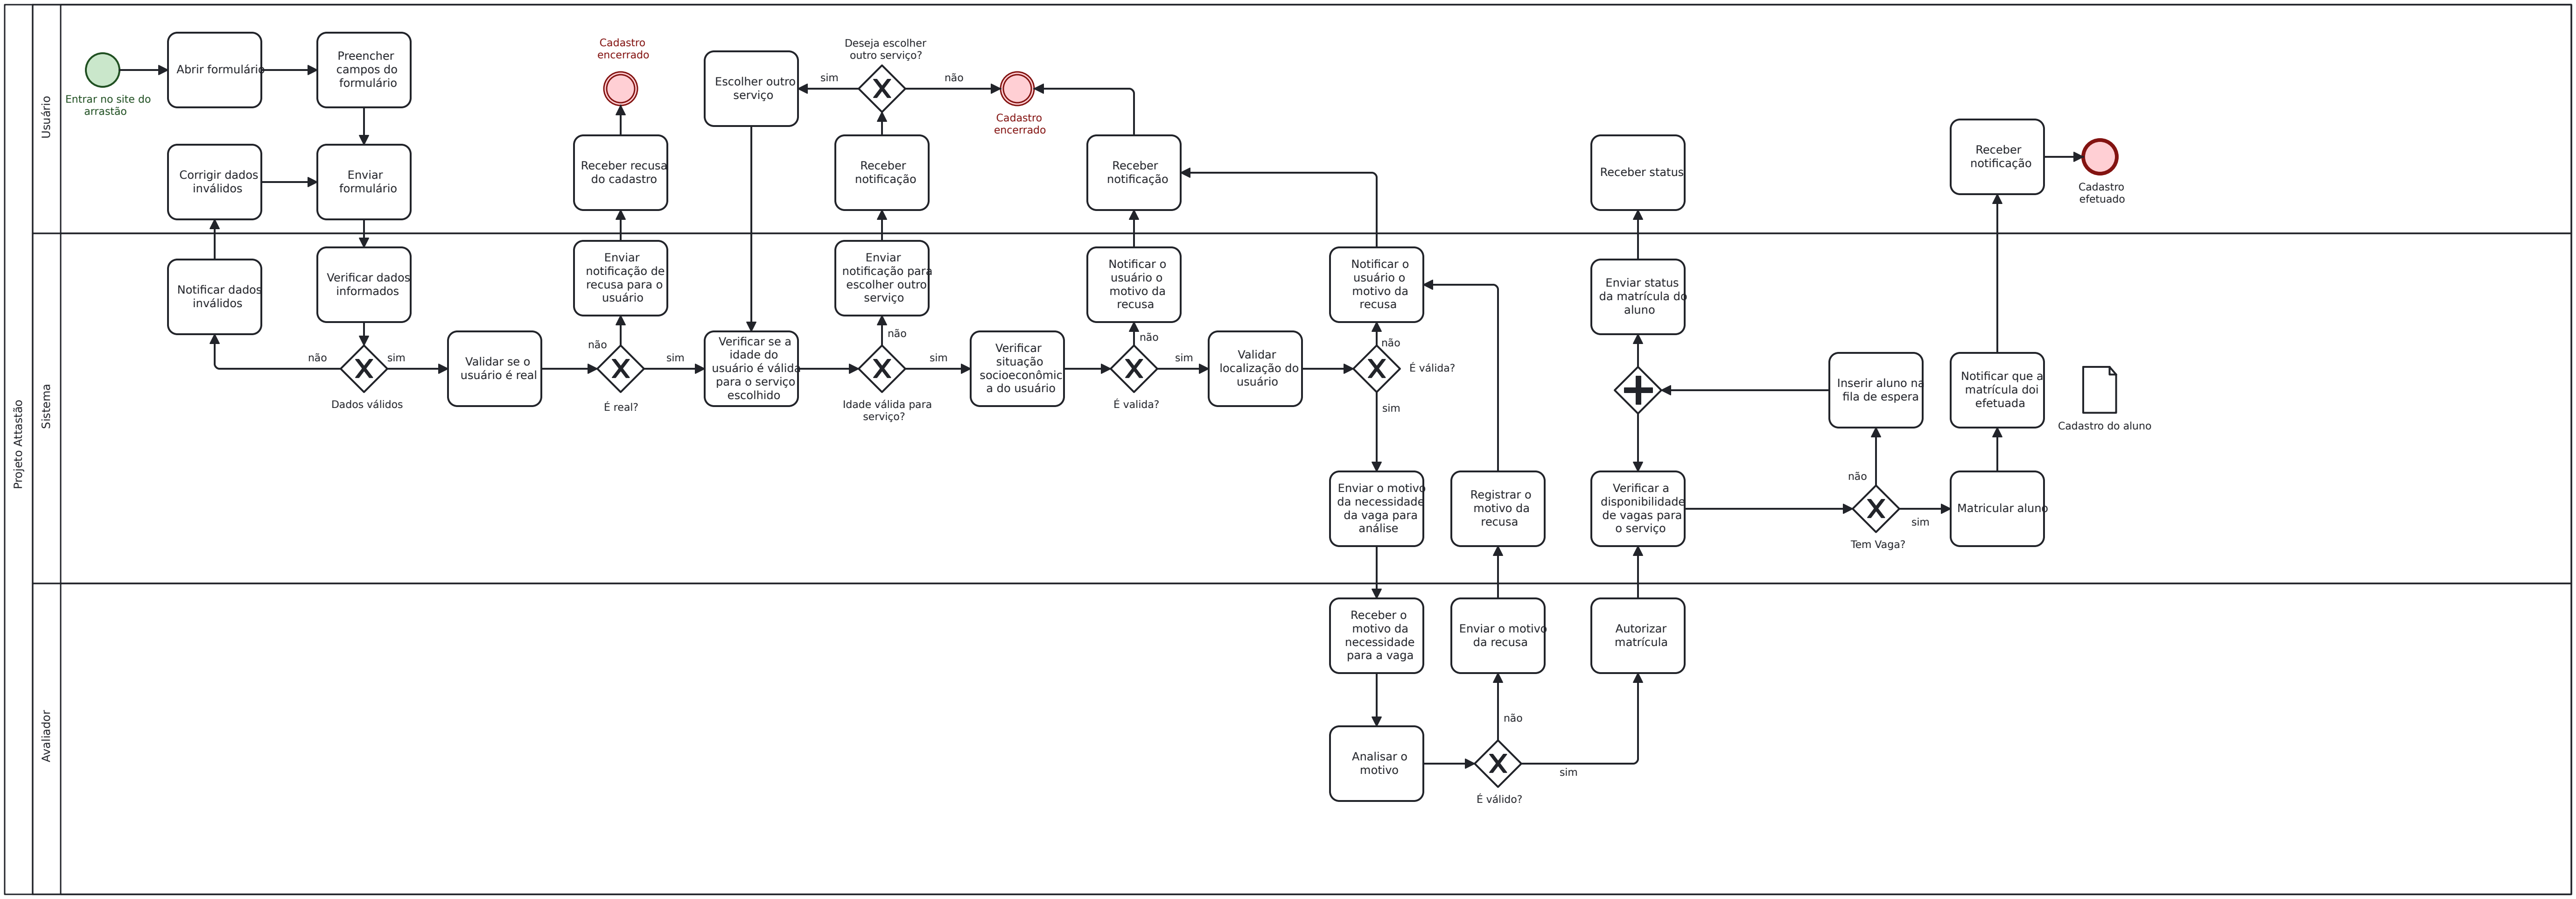 Projeto Attastão
Usuário
Entrar no site do
arrastão
Abrir formulário
Preencher
campos do
formulário
Corrigir dados
inválidos
Enviar
formulário
Cadastro
encerrado
Receber recusa
do cadastro
Escolher outro
serviço
sim
Deseja escolher
outro serviço?
não
Cadastro
encerrado
Receber
notificação
Receber
notificação
Receber status
Receber
notificação
Cadastro
efetuado
Sistema
Notificar dados
inválidos
Verificar dados
informados
não
sim
Dados válidos
Validar se o
usuário é real
Enviar
notificação de
recusa para o
usuário
não
sim
É real?
Verificar se a
idade do
usuário é válida
para o serviço
escolhido
Enviar
notificação para
escolher outro
serviço
não
sim
Idade válida para
serviço?
Verificar
situação
socioeconômic
a do usuário
Notificar o
usuário o
motivo da
recusa
não
sim
É valida?
Validar
localização do
usuário
Notificar o
usuário o
motivo da
recusa
não
É válida?
sim
Enviar o motivo
da necessidade
da vaga para
análise
Registrar o
motivo da
recusa
Enviar status
da matrícula do
aluno
Verificar a
disponibilidade
de vagas para
o serviço
Inserir aluno na
fila de espera
não
sim
Tem Vaga?
Notificar que a
matrícula doi
efetuada
Matricular aluno
Cadastro do aluno
Avaliador
Receber o
motivo da
necessidade
para a vaga
Enviar o motivo
da recusa
Autorizar
matrícula
Analisar o
motivo
não
sim
É válido?